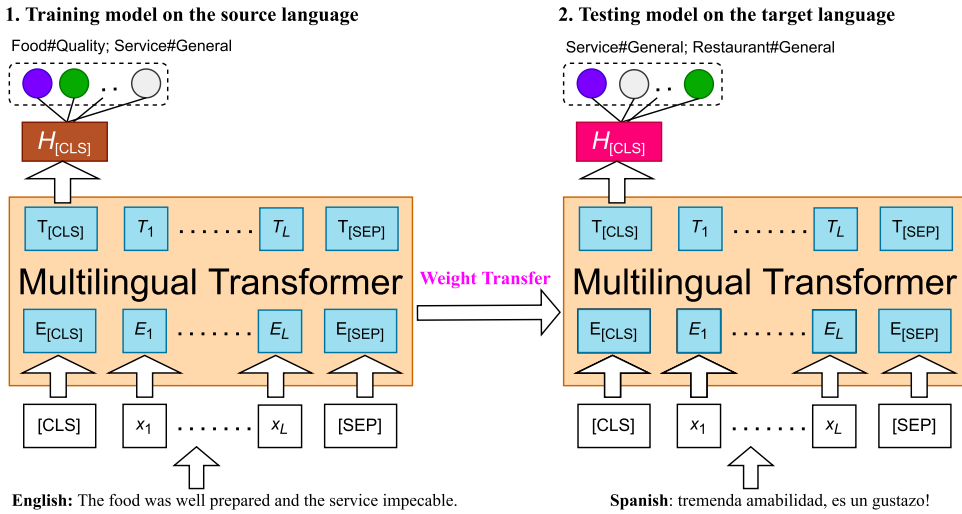 1. Training model on the source language
Food#Quality; Service#General
. .
H[CLS]
T[CLS] T1 . . . . . . . TL T[SEP]
Multilingual Transformer
E[CLS] E1 . . . . . . . EL E[SEP]
[CLS] x1 . . . . . . . xL [SEP]
English: The food was well prepared and the service impecable.
Weight Transfer
2. Testing model on the target language
Service#General; Restaurant#General
. .
H[CLS]
T[CLS] T1 . . . . . . . TL T[SEP]
Multilingual Transformer
E[CLS] E1 . . . . . . . EL E[SEP]
[CLS] x1 . . . . . . . xL [SEP]
Spanish: tremenda amabilidad, es un gustazo!